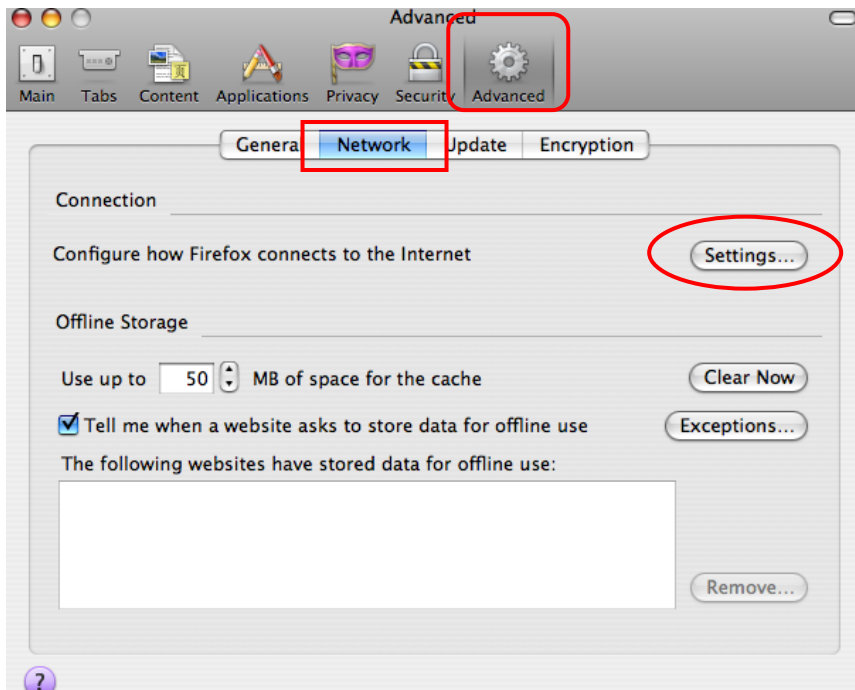 Advanced
Main Tabs Content Applications Privacy Security Advanced
General Network Update Encryption
Connection
Configure how Firefox connects to the Internet Settings...
Offline Storage
Use up to 50 MB of space for the cache Clear Now
Tell me when a website asks to store data for offline use Exceptions...
The following websites have stored data for offline use:
Remove...
?